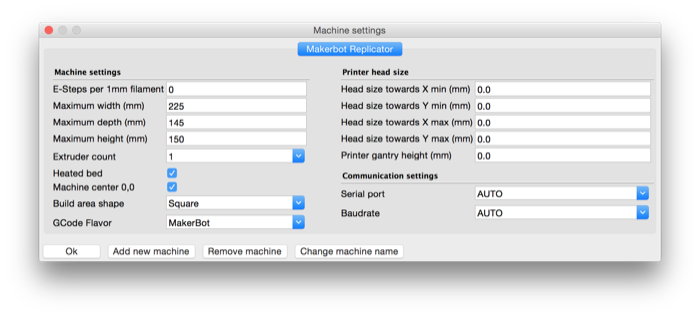 Machine settings
Makerbot Replicator
Machine settings
E-Steps per 1mm filament 0
Maximum width (mm) 225
Maximum depth (mm) 145
Maximum height (mm) 150
Extruder count 1
Heated bed
Machine center 0,0
Build area shape Square
GCode Flavor MakerBot
Printer head size
Head size towards X min (mm) 0.0
Head size towards Y min (mm) 0.0
Head size towards X max (mm) 0.0
Head size towards Y max (mm) 0.0
Printer gantry height (mm) 0.0
Communication settings
Serial port AUTO
Baudrate AUTO
Ok Add new machine Remove machine Change machine name